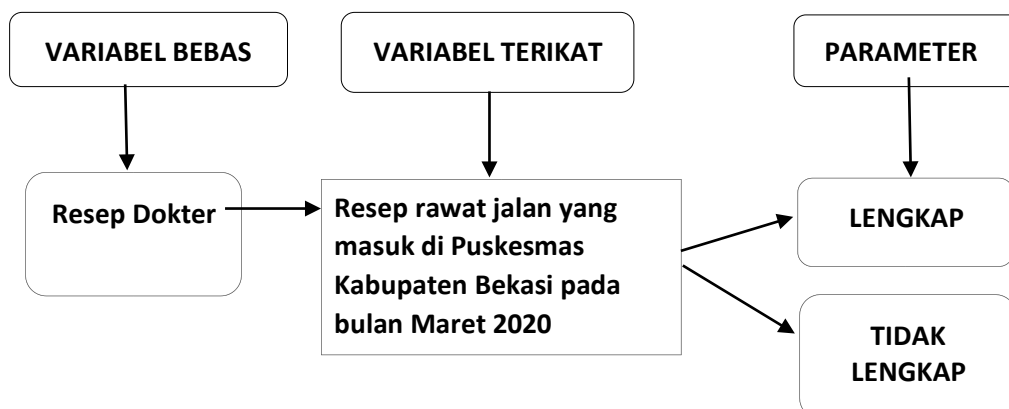 VARIABEL BEBAS
VARIABEL TERIKAT
PARAMETER
Resep Dokter
Resep rawat jalan yang
masuk di Puskesmas
Kabupaten Bekasi pada
bulan Maret 2020
LENGKAP
TIDAK
LENGKAP